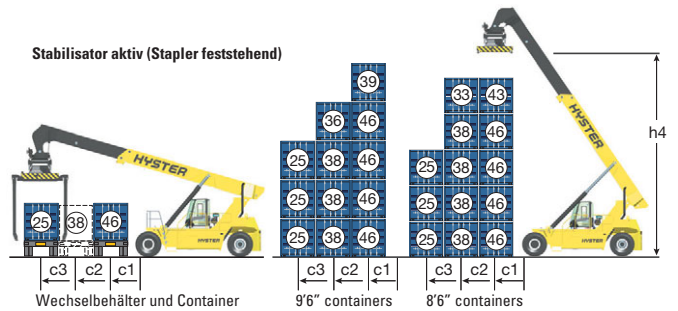 Stabilisator aktiv (Stapler feststehend)
HYSTER
25 38 46
HYSTER
c3 c2 c1
Wechselbehälter und Container
39
36 46
25 38 46
25 38 46
25 38 46
c3 c2 c1
9’6” containers
33 43
38 46
25 38 46
25 38 46
25 38 46
c3 c2 c1
8’6” containers
HYSTER
HYSTER
h4